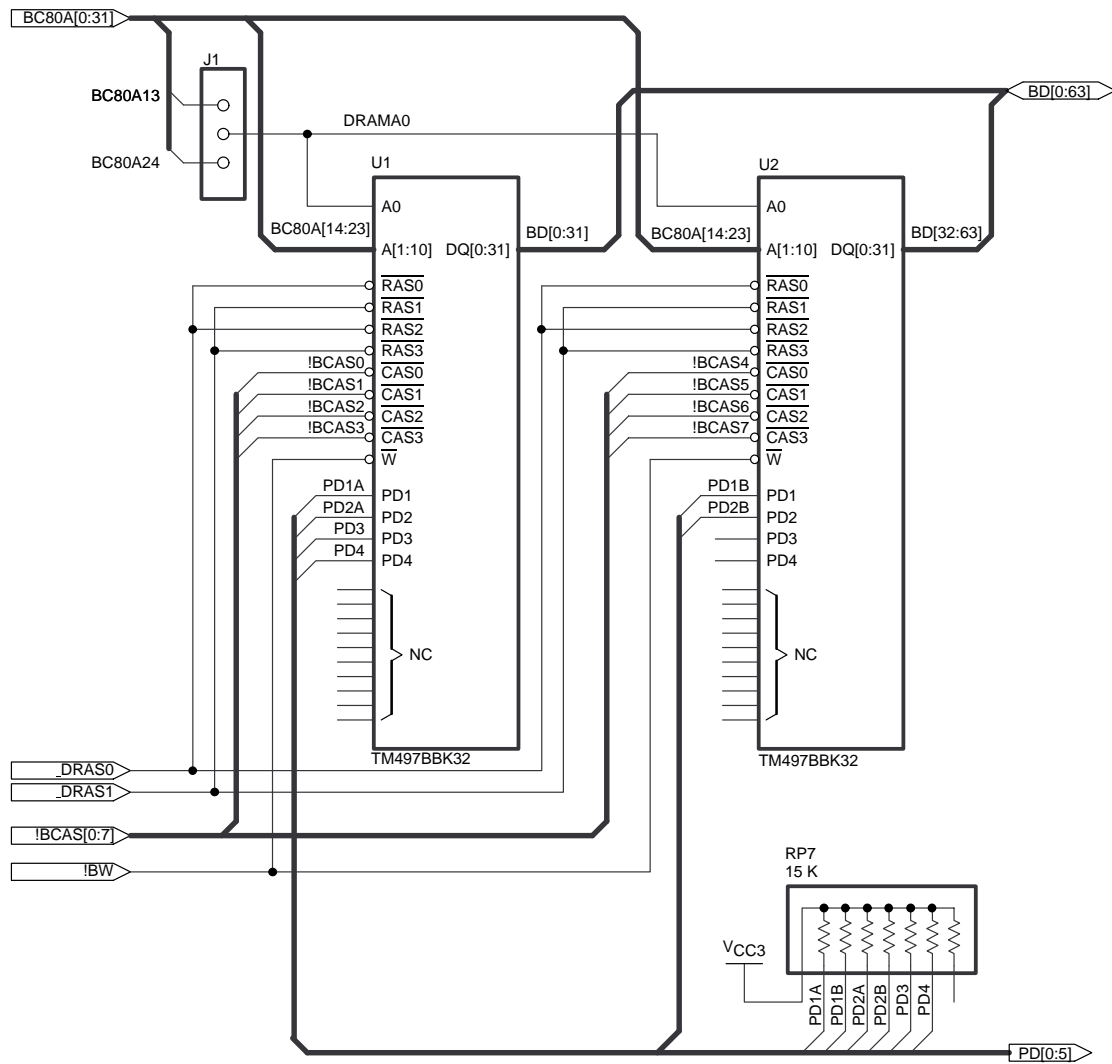 BC80A[0:31]
J1
BC80A13
BC80A24
DRAMA0
BD[0:63]
U1
A0
BC80A[14:23]
A[1:10]
DQ[0:31]
BD[0:31]
RAS0
RAS1
RAS2
RAS3
!BCAS0
CAS0
!BCAS1
CAS1
!BCAS2
CAS2
!BCAS3
CAS3
W
PD1A
PD1
PD2A
PD2
PD3
PD3
PD4
PD4
NC
TM497BBK32
U2
A0
BC80A[14:23]
A[1:10]
DQ[0:31]
BD[32:63]
RAS0
RAS1
RAS2
RAS3
!BCAS4
CAS0
!BCAS5
CAS1
!BCAS6
CAS2
!BCAS7
CAS3
W
PD1B
PD1
PD2B
PD2
PD3
PD4
NC
TM497BBK32
_DRAS0
_DRAS1
!BCAS[0:7]
!BW
RP7
15 K
VCC3
PD1A
PD1B
PD2A
PD2B
PD3
PD4
PD[0:5]